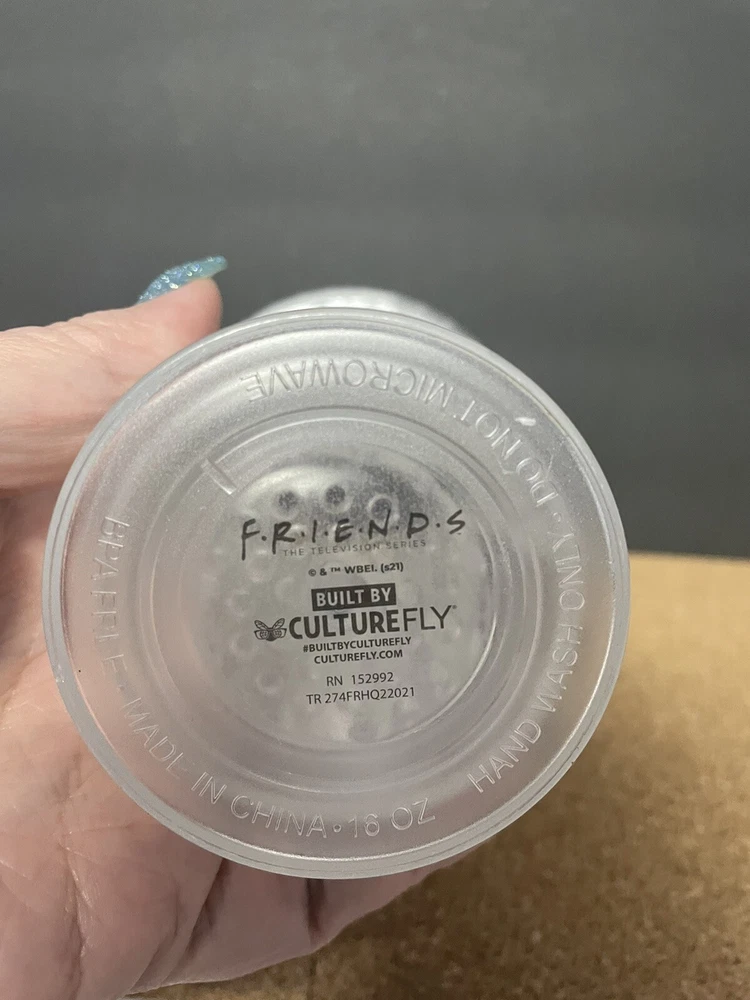 F·R·I·E·N·D·S
THE TELEVISION SERIES
© & ™ WBEI. (s21)
BUILT BY
CULTUREFLY®
#BUILTBYCULTUREFLY
CULTUREFLY.COM
RN 152992
TR 274FRHQ22021
BPA FREE · MADE IN CHINA · 16 OZ
HAND WASH ONLY · DO NOT MICROWAVE